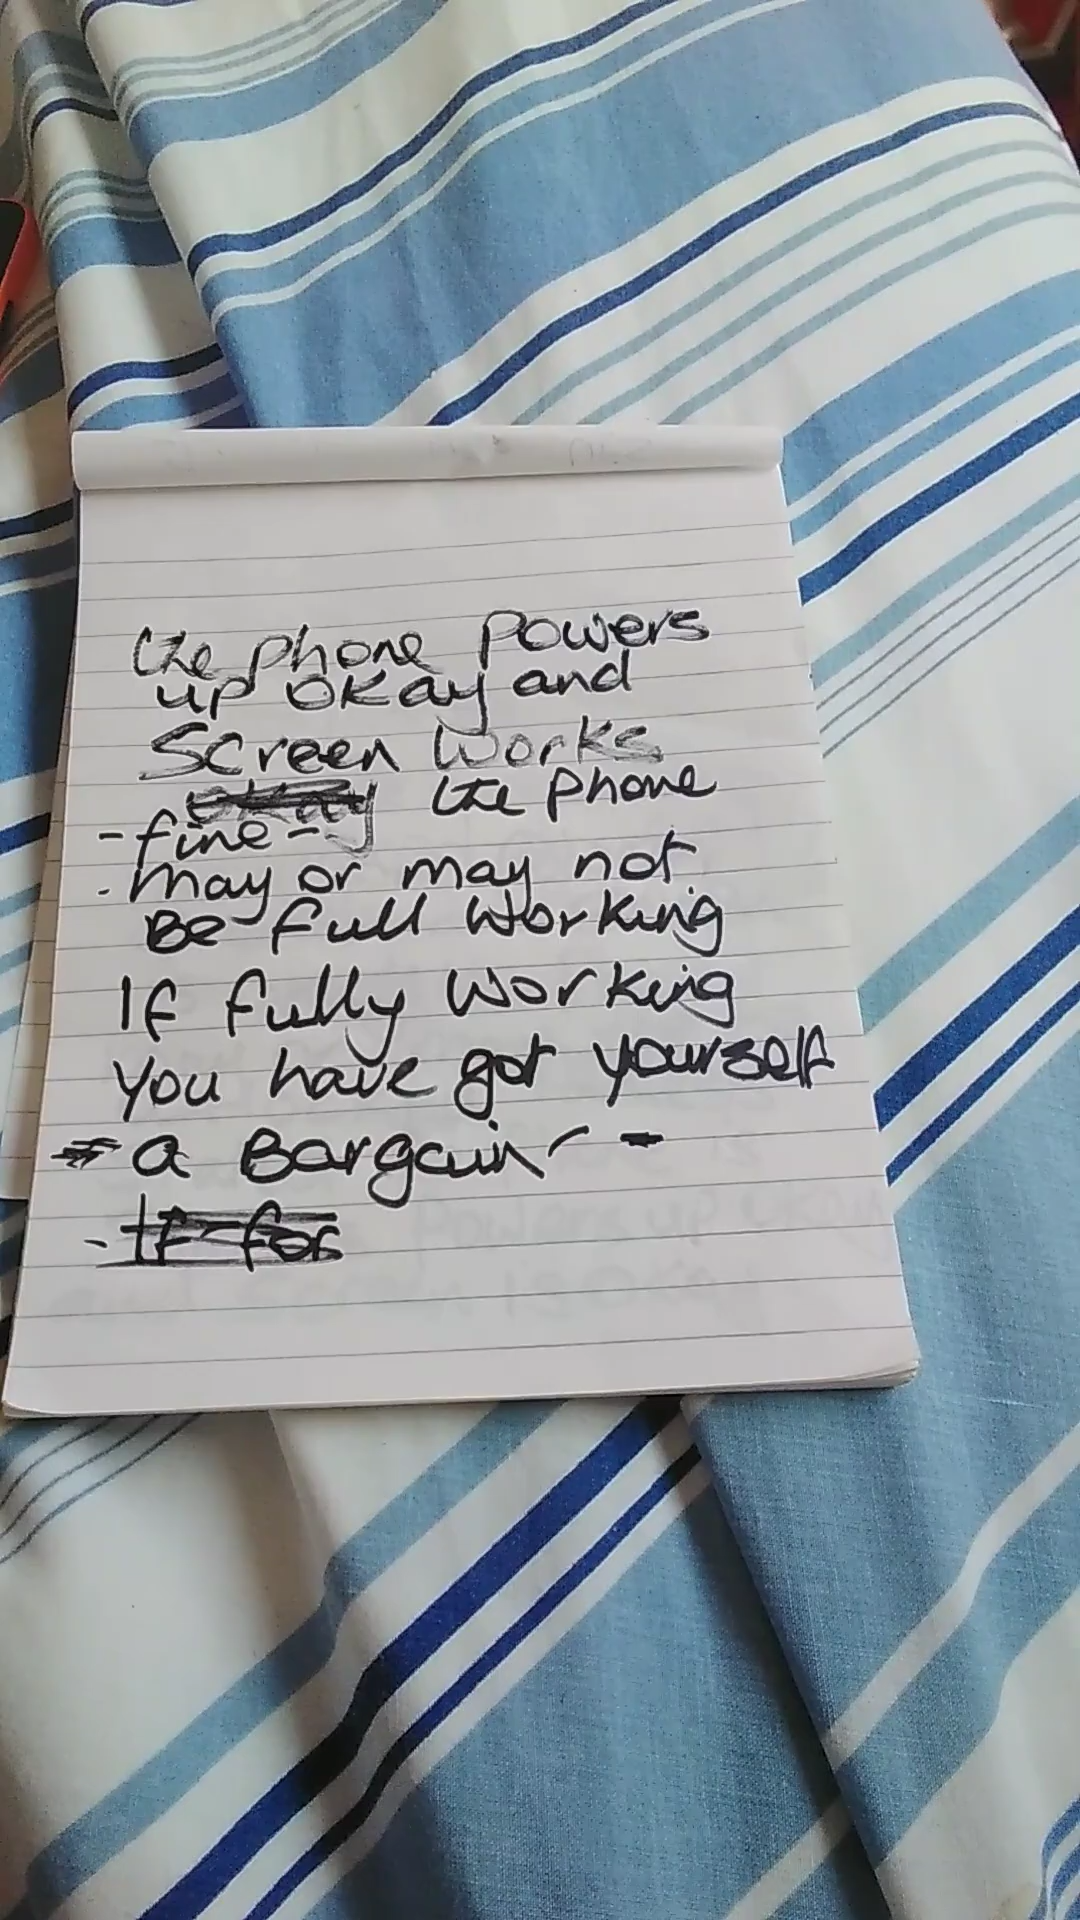 the phone powers
up okay and
Screen works
okay the phone
- fine -
- may or may not
Be full working
If fully working
you have got yourself
a Bargain -
- If for